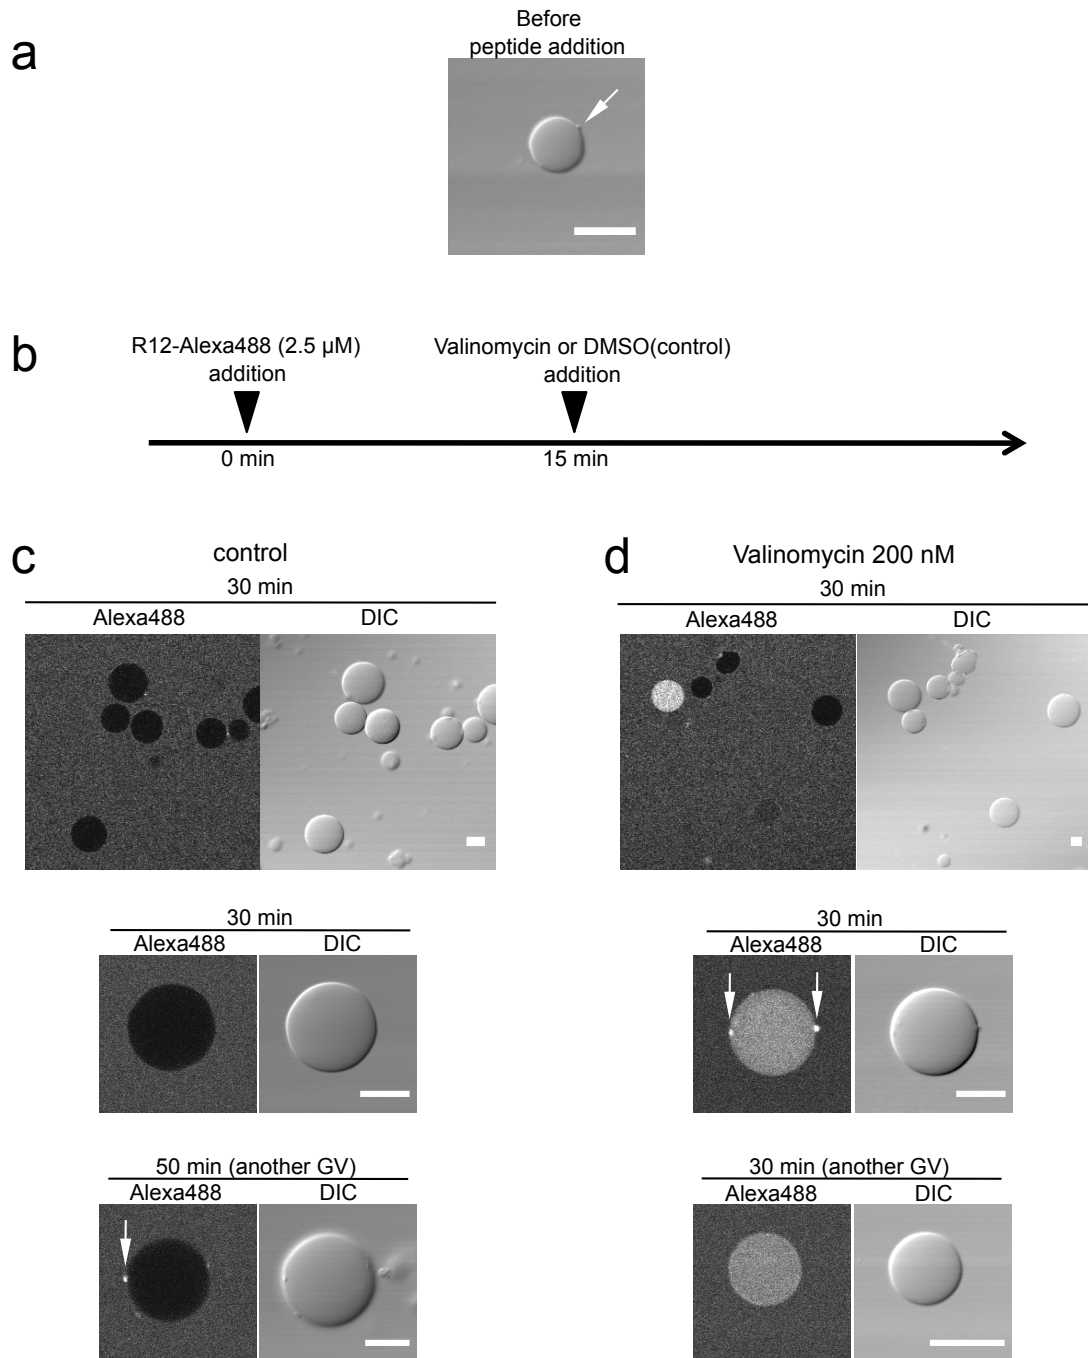 a
Before
peptide addition
b
R12-Alexa488 (2.5 μM)
addition
Valinomycin or DMSO(control)
addition
0 min
15 min
c
control
30 min
Alexa488
DIC
30 min
Alexa488
DIC
50 min (another GV)
Alexa488
DIC
d
Valinomycin 200 nM
30 min
Alexa488
DIC
30 min
Alexa488
DIC
30 min (another GV)
Alexa488
DIC